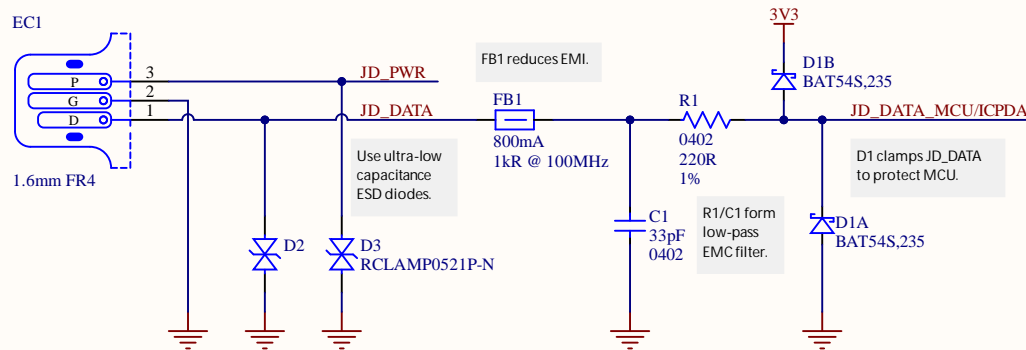 EC1
P
G
D
3
2
1
1.6mm FR4
JD_PWR
JD_DATA
Use ultra-low
capacitance
ESD diodes.
D2
D3
RCLAMP0521P-N
FB1 reduces EMI.
FB1
800mA
1kR @ 100MHz
C1
33pF
0402
R1
0402
220R
1%
R1/C1 form
low-pass
EMC filter.
3V3
D1B
BAT54S,235
JD_DATA_MCU/ICPDA
D1 clamps JD_DATA
to protect MCU.
D1A
BAT54S,235